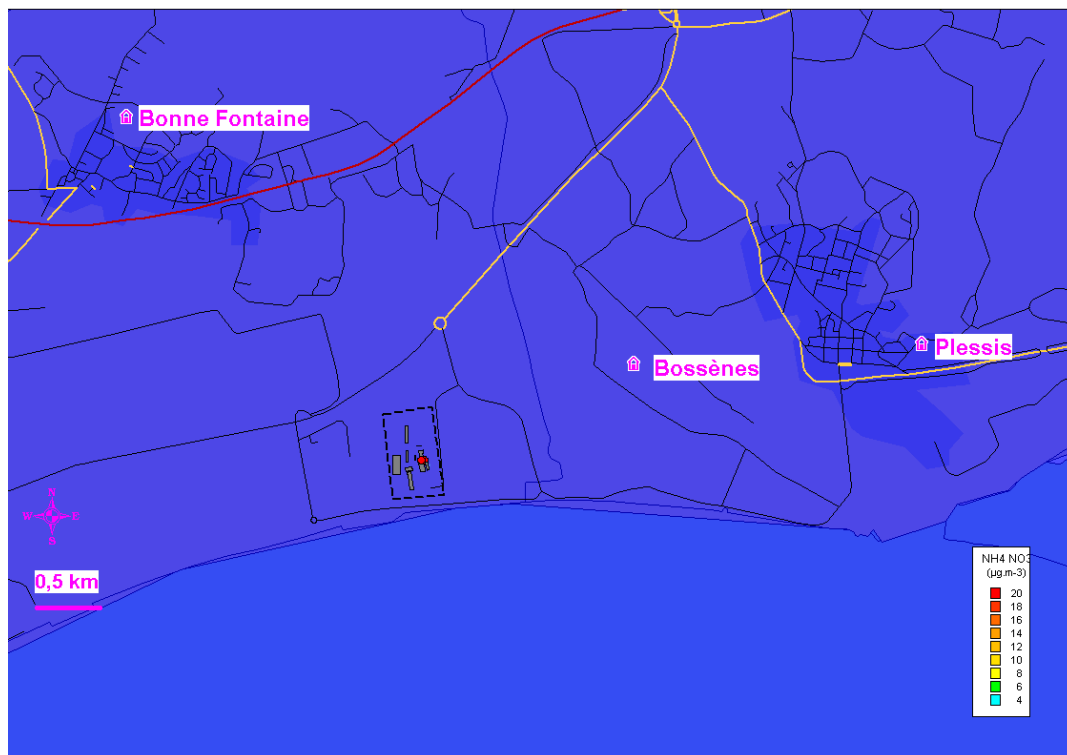 Bonne Fontaine
Plessis
Bossènes
N
W E
S
0,5 km
NH4 NO3
(µg.m-3)
20
18
16
14
12
10
8
6
4